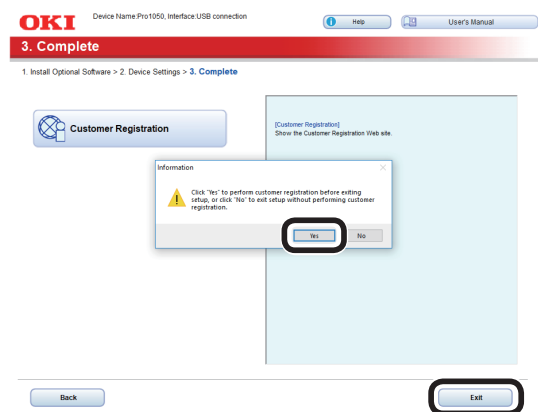 OKI
Device Name:Pro1050, Interface:USB connection
Help
User's Manual
3. Complete
1. Install Optional Software > 2. Device Settings > 3. Complete
Customer Registration
[Customer Registration]
Show the Customer Registration Web site.
Information
Click 'Yes' to perform customer registration before exiting
setup, or click 'No' to exit setup without performing customer
registration.
Yes
No
Back
Exit